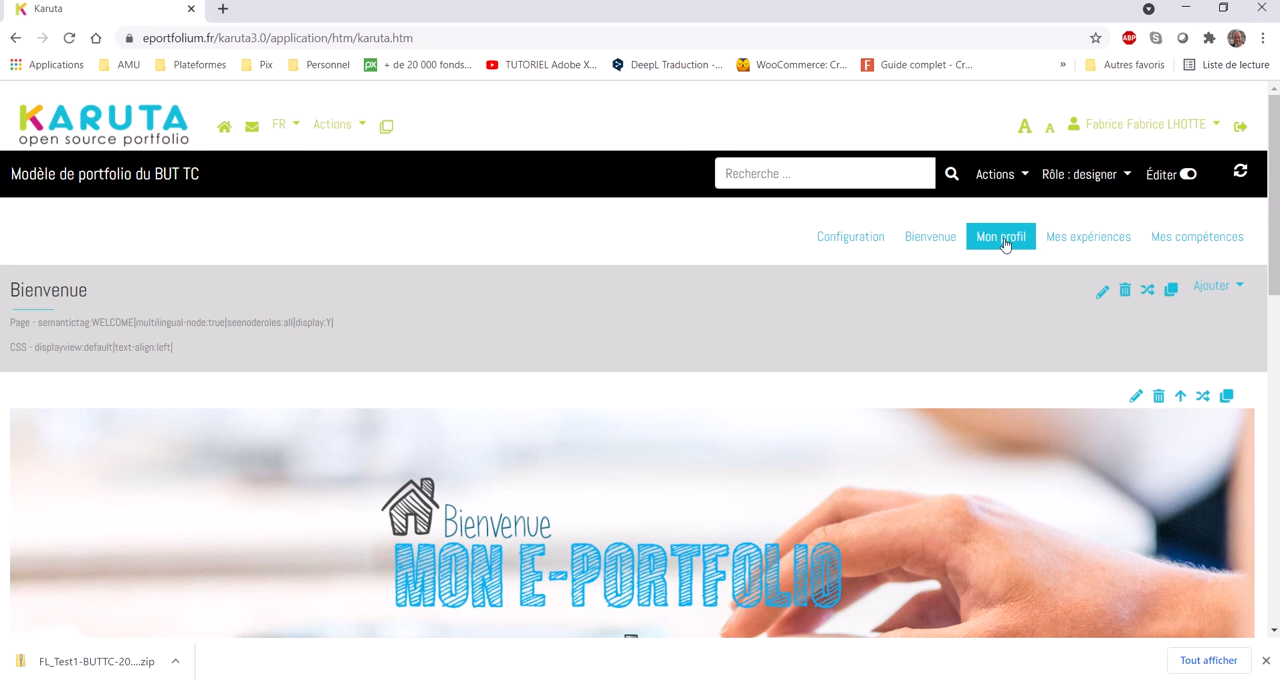 Karuta
eportfolium.fr/karuta3.0/application/htm/karuta.htm
ABP
Applications AMU Plateformes Pix Personnel px + de 20 000 fonds... TUTORIEL Adobe X... DeepL Traduction -... WooCommerce: Cr... F Guide complet - Cr... » Autres favoris Liste de lecture
KARUTA
open source portfolio
FR Actions A A Fabrice Fabrice LHOTTE
Modèle de portfolio du BUT TC Recherche ... Actions Rôle : designer Éditer
Configuration Bienvenue Mon profil Mes expériences Mes compétences
Bienvenue Ajouter
Page - semantictag:WELCOME|multilingual-node:true|seenoderoles:all|display:Y|
CSS - displayview:default|text-align:left|
Bienvenue
MON E-PORTFOLIO
FL_Test1-BUTTC-20....zip Tout afficher